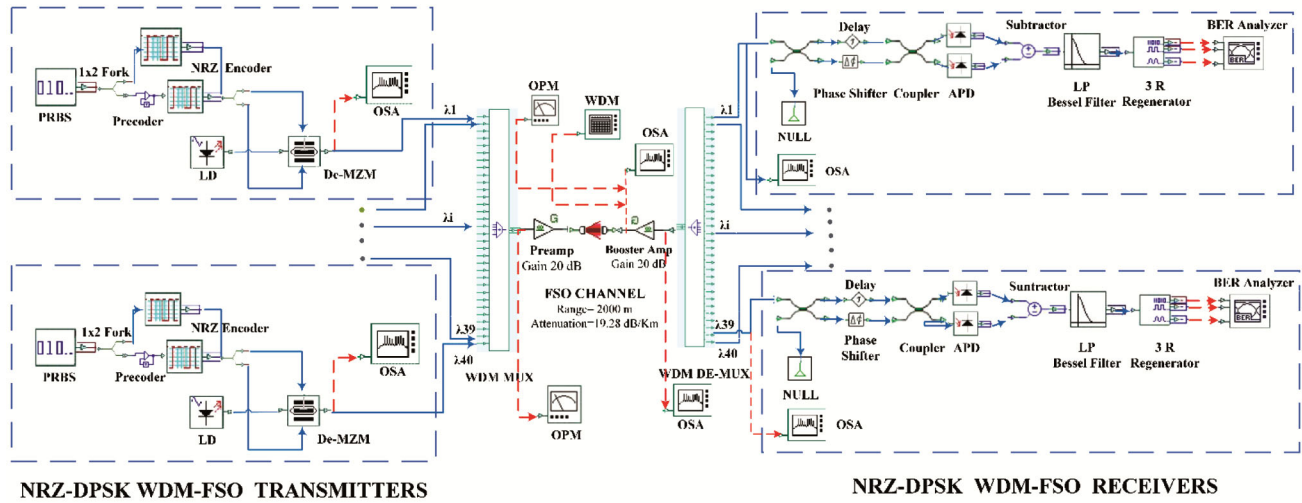 1x2 Fork
NRZ Encoder
PRBS
Precoder
OSA
LD
De-MZM
1x2 Fork
NRZ Encoder
PRBS
Precoder
OSA
LD
De-MZM
NRZ-DPSK WDM-FSO TRANSMITTERS
λ1
λi
λ39
λ40
WDM MUX
OPM
WDM
OSA
G
G
Preamp
Gain 20 dB
Booster Amp
Gain 20 dB
FSO CHANNEL
Range= 2000 m
Attenuation=19.28 dB/Km
OPM
OSA
WDM DE-MUX
λ1
λi
λ39
λ40
Delay
Subtractor
BER Analyzer
BER
Phase Shifter
Coupler
APD
LP
Bessel Filter
3 R
Regenerator
NULL
OSA
Delay
Suntractor
BER Analyzer
BER
Phase
Shifter
Coupler
APD
LP
Bessel Filter
3 R
Regenerator
NULL
OSA
NRZ-DPSK WDM-FSO RECEIVERS